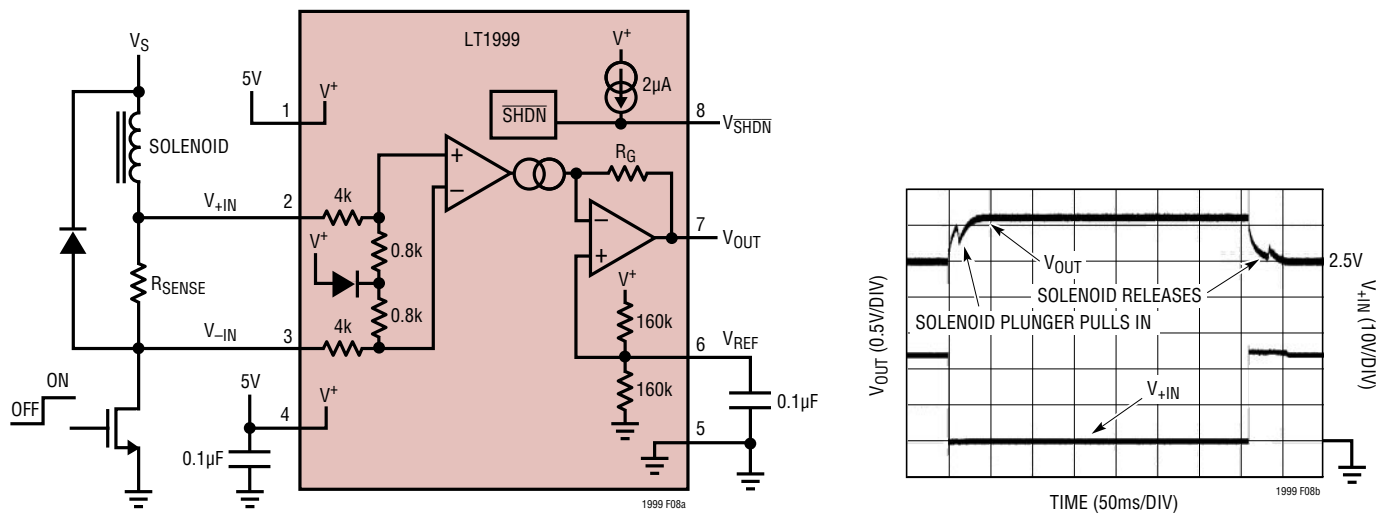 LT1999
V_S
SOLENOID
R_SENSE
ON
OFF
5V
1
V⁺
V_{+IN}
2
4k
V⁺
0.8k
0.8k
V_{–IN}
3
4k
5V
4
V⁺
0.1µF
V⁺
2µA
SHDN
8
V_SHDN
R_G
+
–
–
+
7
V_OUT
V⁺
160k
160k
6
V_REF
0.1µF
5
1999 F08a
V_OUT (0.5V/DIV)
V_OUT
SOLENOID RELEASES
SOLENOID PLUNGER PULLS IN
V_{+IN}
2.5V
V_{+IN} (10V/DIV)
TIME (50ms/DIV)
1999 F08b